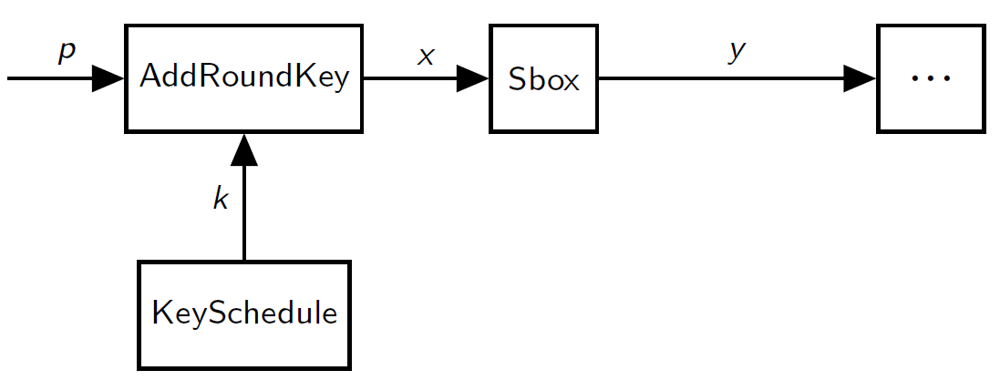 p
AddRoundKey
x
Sbox
y
...
k
KeySchedule